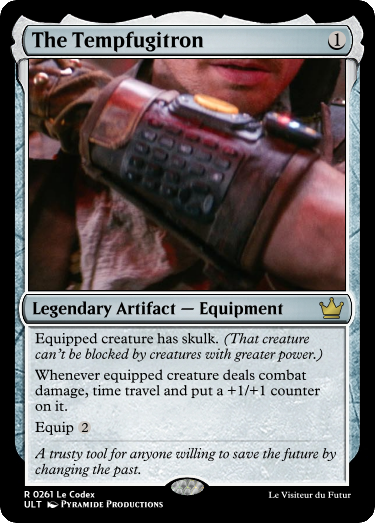 The Tempfugitron 1
Legendary Artifact — Equipment
Equipped creature has skulk. (That creature
can't be blocked by creatures with greater power.)
Whenever equipped creature deals combat
damage, time travel and put a +1/+1 counter
on it.
Equip 2
A trusty tool for anyone willing to save the future by
changing the past.
R 0261 Le Codex
ULT Pyramide Productions
Le Visiteur du Futur